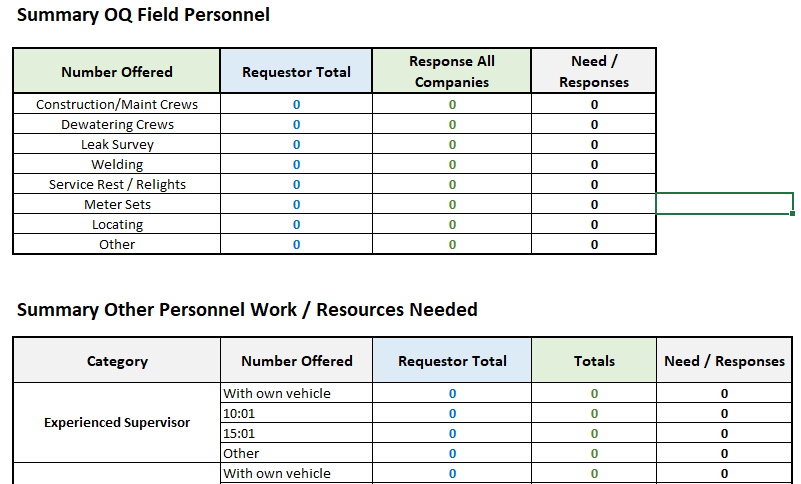 Summary OQ Field Personnel
Number Offered Requestor Total Response All Companies Need / Responses
Construction/Maint Crews 0 0 0
Dewatering Crews 0 0 0
Leak Survey 0 0 0
Welding 0 0 0
Service Rest / Relights 0 0 0
Meter Sets 0 0 0
Locating 0 0 0
Other 0 0 0
Summary Other Personnel Work / Resources Needed
Category Number Offered Requestor Total Totals Need / Responses
Experienced Supervisor
With own vehicle 0 0 0
10:01 0 0 0
15:01 0 0 0
Other 0 0 0
With own vehicle 0 0 0